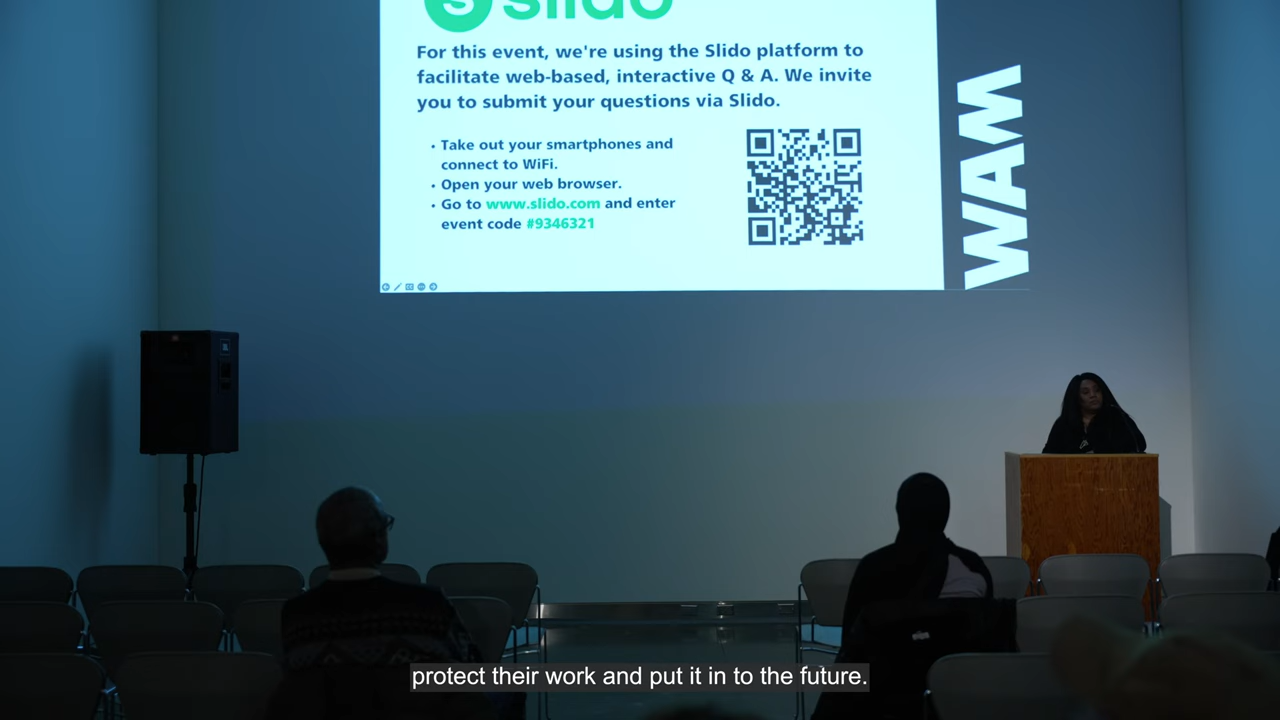 slido
For this event, we're using the Slido platform to
facilitate web-based, interactive Q & A. We invite
you to submit your questions via Slido.
• Take out your smartphones and
connect to WiFi.
• Open your web browser.
• Go to www.slido.com and enter
event code #9346321
WAM
protect their work and put it in to the future.